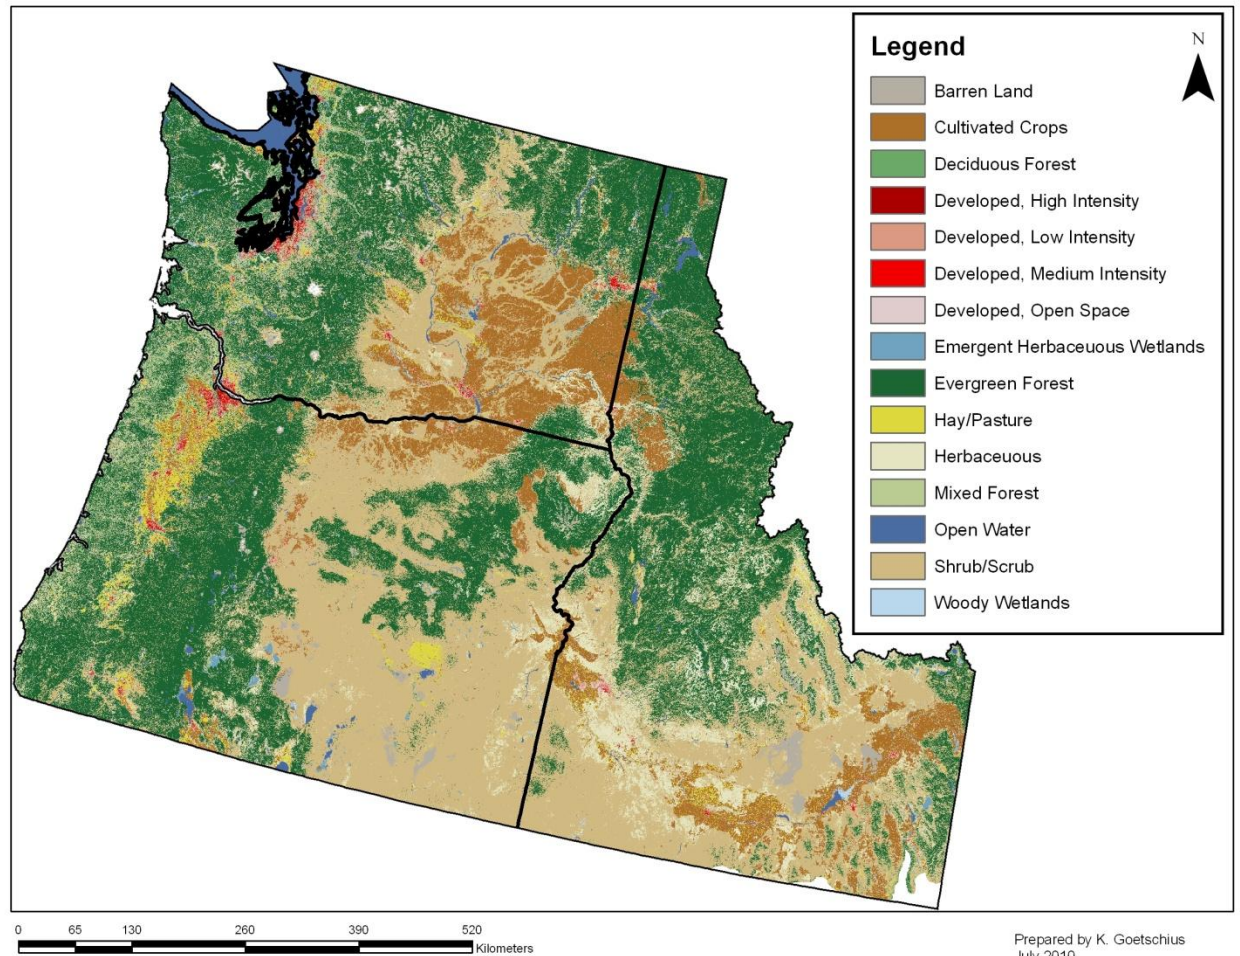 Legend
N
Barren Land
Cultivated Crops
Deciduous Forest
Developed, High Intensity
Developed, Low Intensity
Developed, Medium Intensity
Developed, Open Space
Emergent Herbaceuous Wetlands
Evergreen Forest
Hay/Pasture
Herbaceuous
Mixed Forest
Open Water
Shrub/Scrub
Woody Wetlands
0 65 130 260 390 520
Kilometers
Prepared by K. Goetschius
July